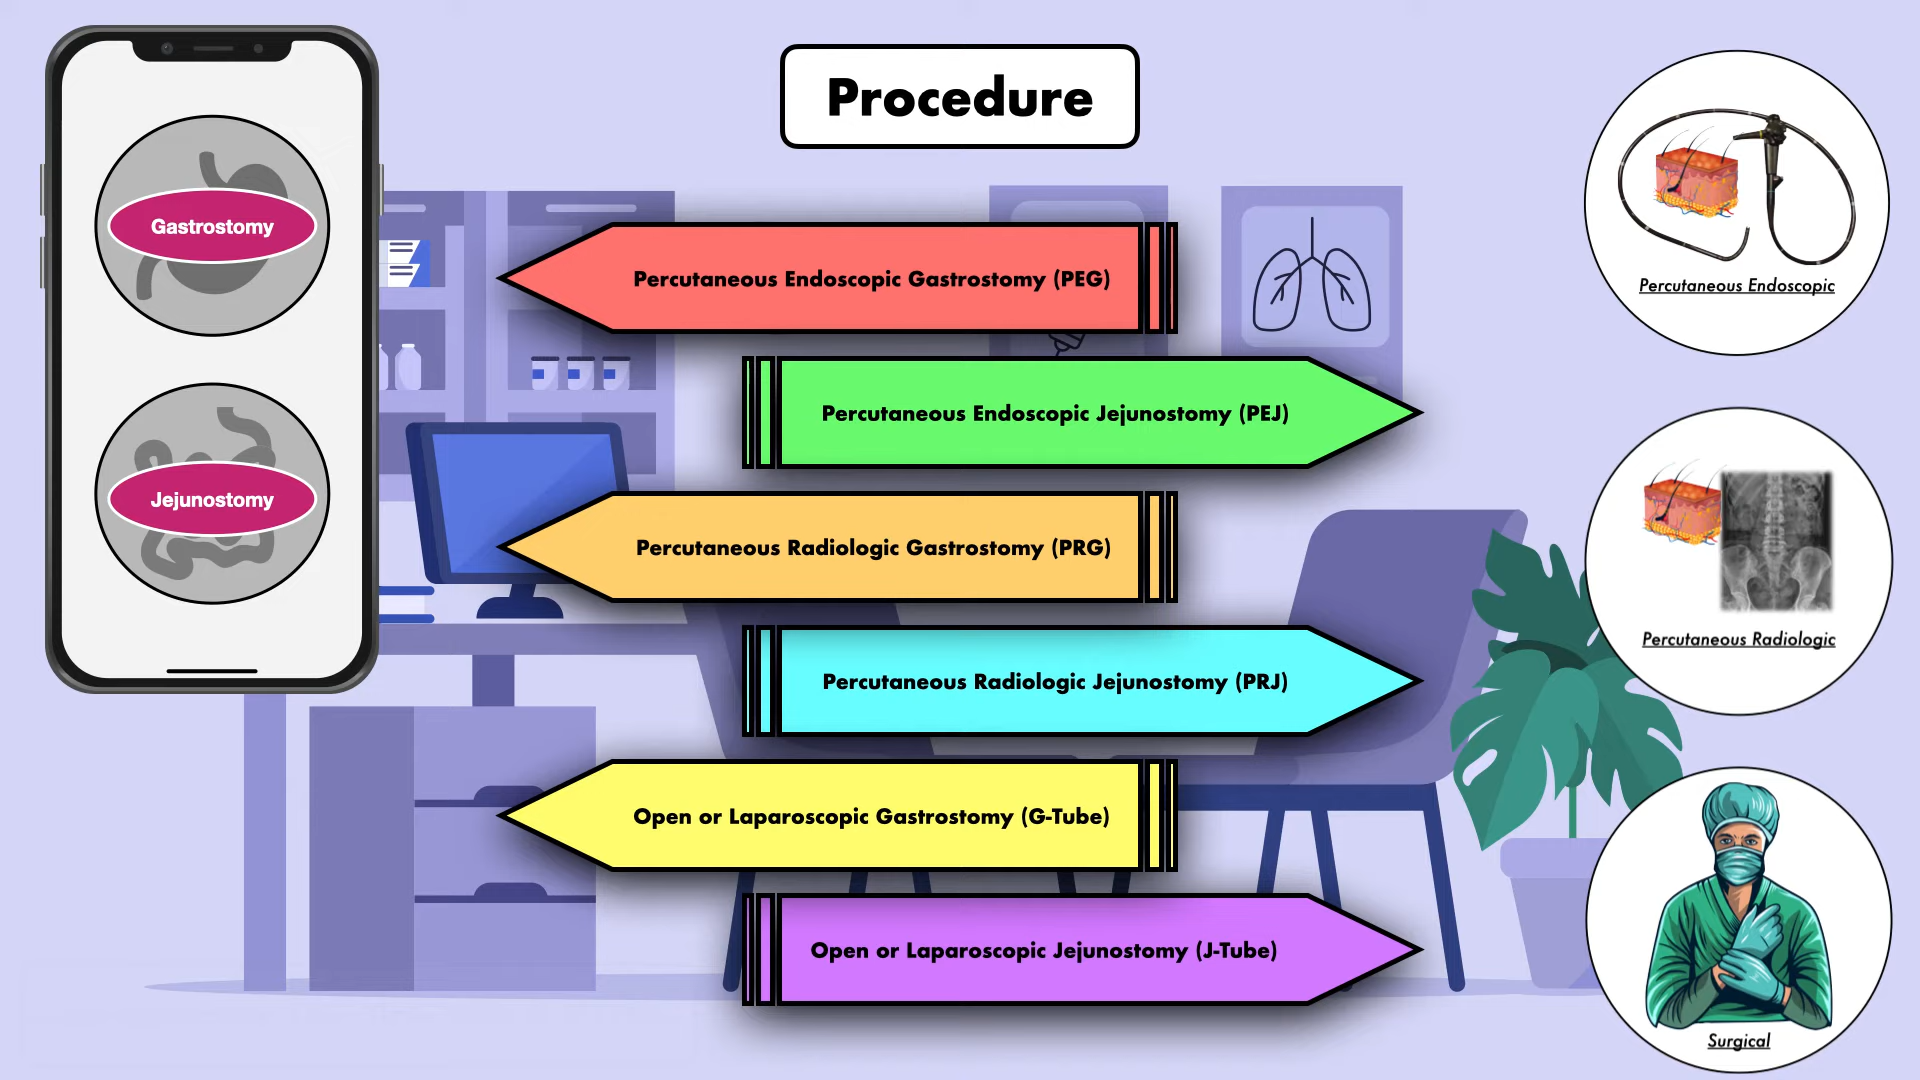 Procedure
Gastrostomy
Jejunostomy
Percutaneous Endoscopic Gastrostomy (PEG)
Percutaneous Endoscopic Jejunostomy (PEJ)
Percutaneous Radiologic Gastrostomy (PRG)
Percutaneous Radiologic Jejunostomy (PRJ)
Open or Laparoscopic Gastrostomy (G-Tube)
Open or Laparoscopic Jejunostomy (J-Tube)
Percutaneous Endoscopic
Percutaneous Radiologic
Surgical